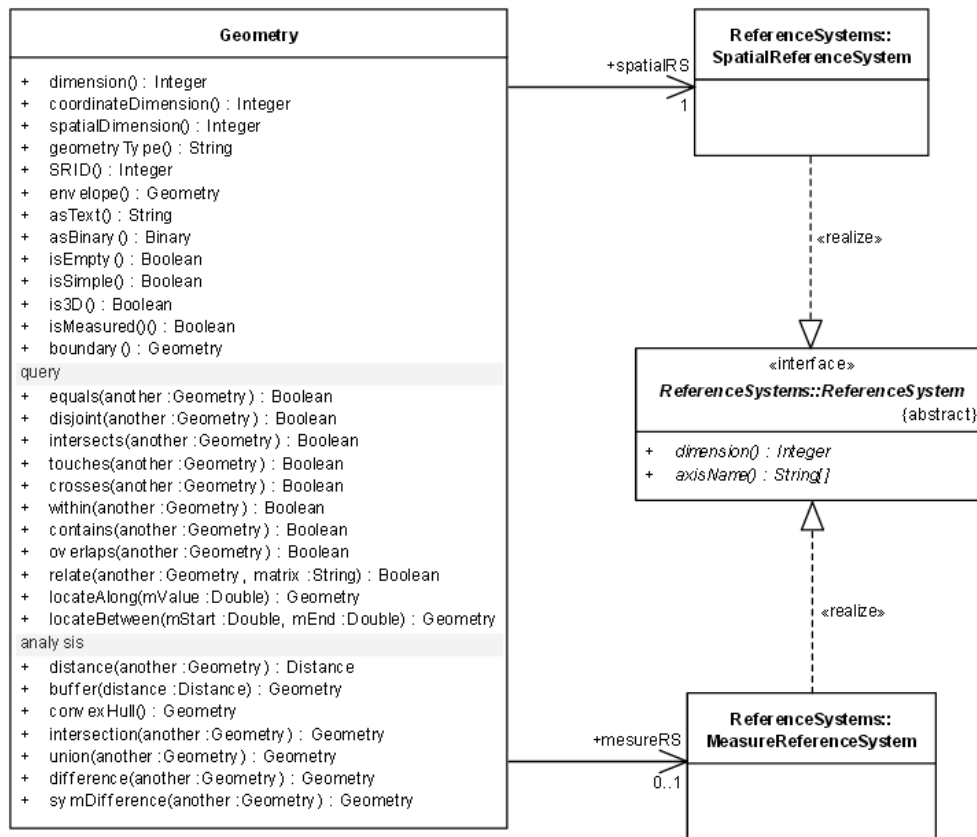 Geometry
+ dimension() : Integer
+ coordinateDimension() : Integer
+ spatialDimension() : Integer
+ geometryType() : String
+ SRID() : Integer
+ envelope() : Geometry
+ asText() : String
+ asBinary() : Binary
+ isEmpty() : Boolean
+ isSimple() : Boolean
+ is3D() : Boolean
+ isMeasured()() : Boolean
+ boundary() : Geometry
query
+ equals(another :Geometry) : Boolean
+ disjoint(another :Geometry) : Boolean
+ intersects(another :Geometry) : Boolean
+ touches(another :Geometry) : Boolean
+ crosses(another :Geometry) : Boolean
+ within(another :Geometry) : Boolean
+ contains(another :Geometry) : Boolean
+ overlaps(another :Geometry) : Boolean
+ relate(another :Geometry, matrix :String) : Boolean
+ locateAlong(mValue :Double) : Geometry
+ locateBetween(mStart :Double, mEnd :Double) : Geometry
analysis
+ distance(another :Geometry) : Distance
+ buffer(distance :Distance) : Geometry
+ convexHull() : Geometry
+ intersection(another :Geometry) : Geometry
+ union(another :Geometry) : Geometry
+ difference(another :Geometry) : Geometry
+ symDifference(another :Geometry) : Geometry
+spatialRS
1
ReferenceSystems::
SpatialReferenceSystem
«realize»
«interface»
ReferenceSystems::ReferenceSystem
{abstract}
+ dimension() : Integer
+ axisName() : String[]
«realize»
+mesureRS
0..1
ReferenceSystems::
MeasureReferenceSystem